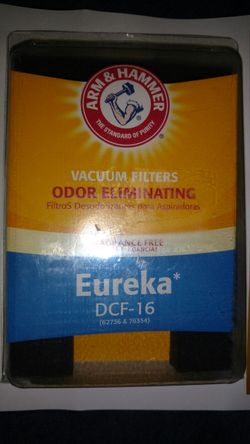 ARM & HAMMER
THE STANDARD OF PURITY
VACUUM FILTERS
ODOR ELIMINATING
Filtros Desodorizantes para Aspiradoras
FRAGRANCE FREE
Eureka*
DCF-16
(62736 & 76354)